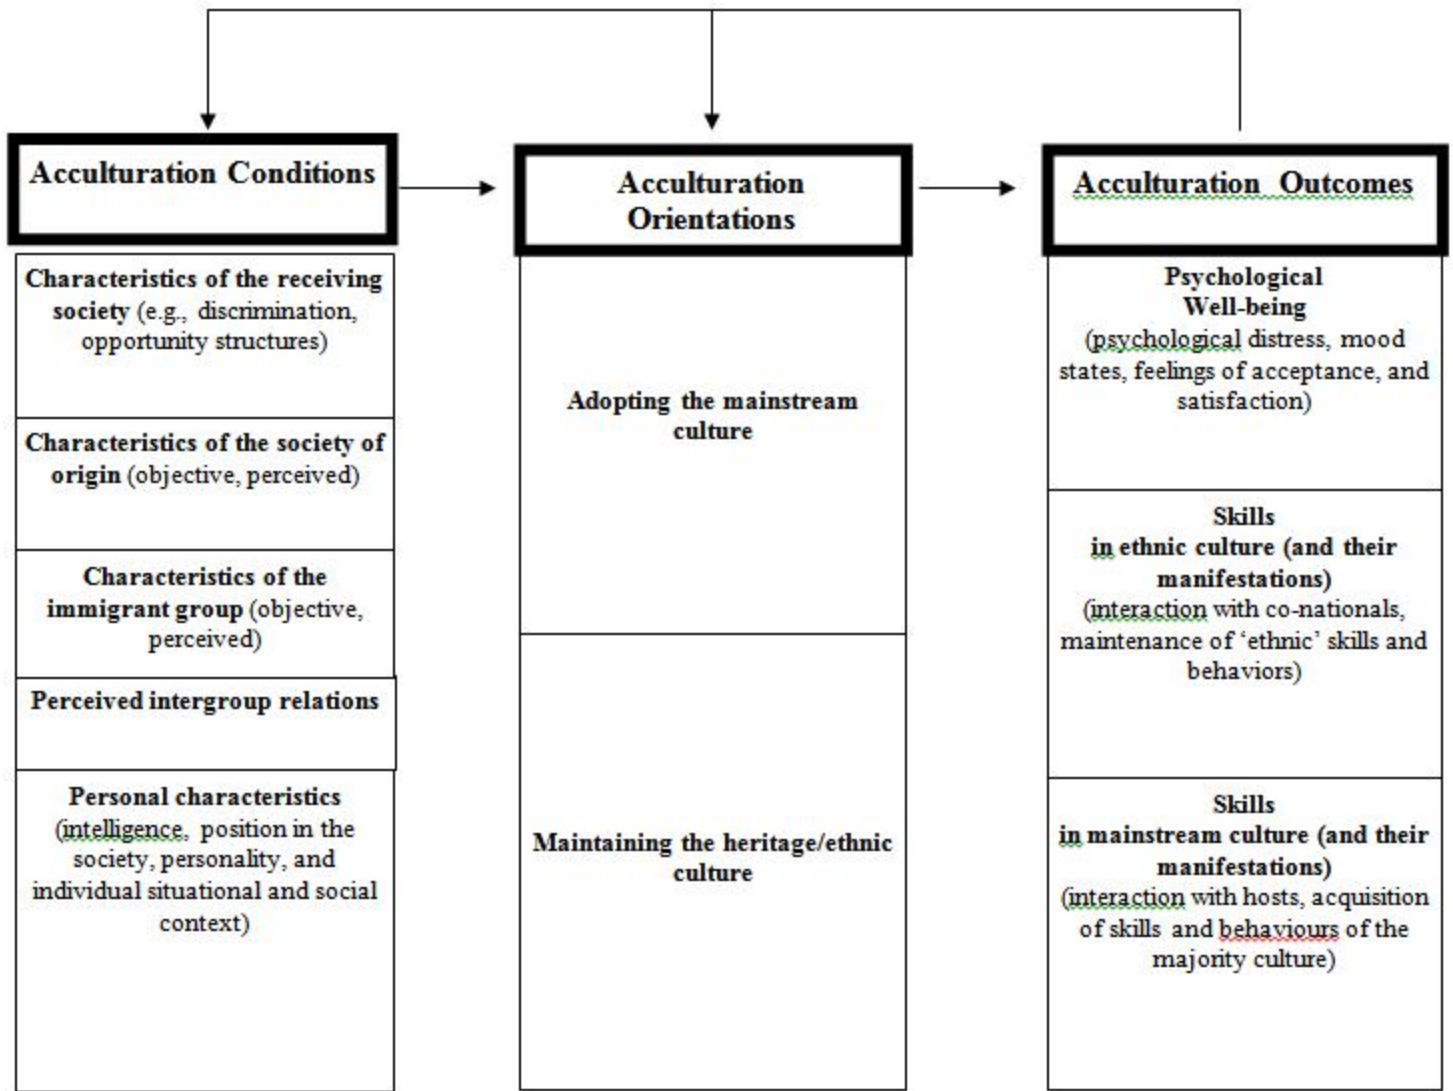 Acculturation Conditions
Acculturation
Orientations
Acculturation Outcomes
Characteristics of the receiving
society (e.g., discrimination,
opportunity structures)
Characteristics of the society of
origin (objective, perceived)
Characteristics of the
immigrant group (objective,
perceived)
Perceived intergroup relations
Personal characteristics
(intelligence, position in the
society, personality, and
individual situational and social
context)
Adopting the mainstream
culture
Maintaining the heritage/ethnic
culture
Psychological
Well-being
(psychological distress, mood
states, feelings of acceptance, and
satisfaction)
Skills
in ethnic culture (and their
manifestations)
(interaction with co-nationals,
maintenance of ‘ethnic’ skills and
behaviors)
Skills
in mainstream culture (and their
manifestations)
(interaction with hosts, acquisition
of skills and behaviours of the
majority culture)